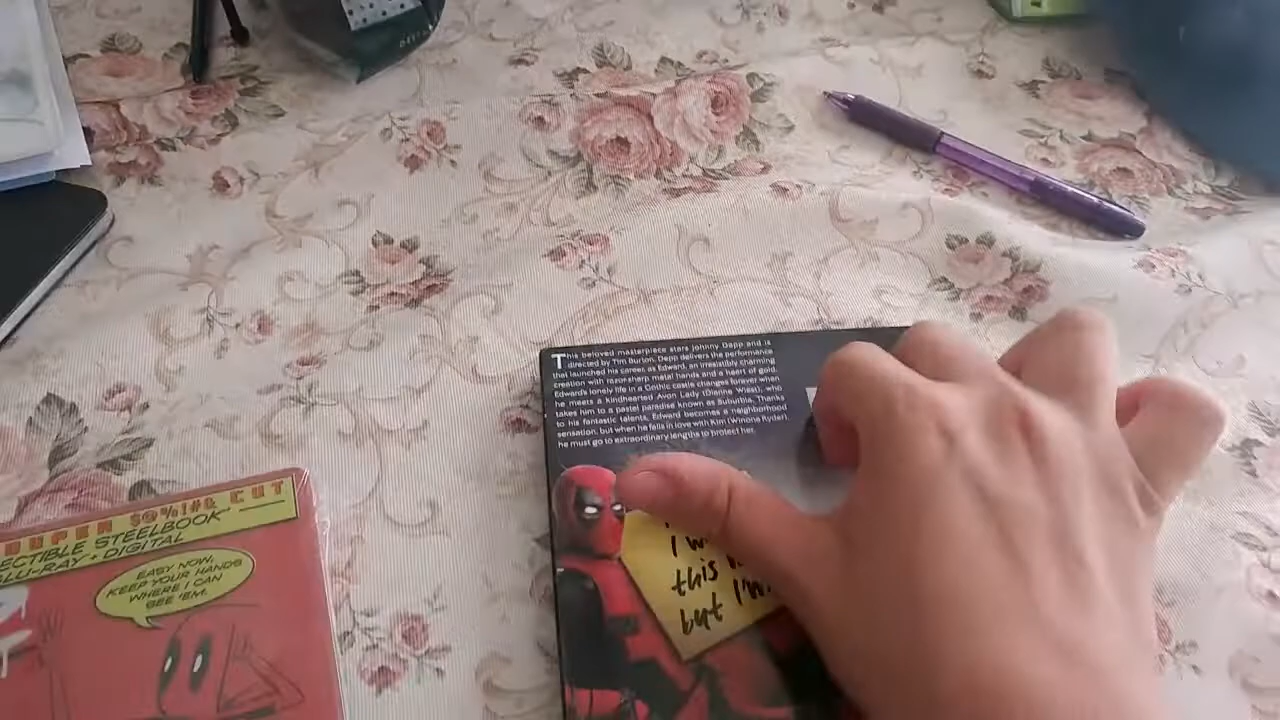 This beloved masterpiece stars Johnny Depp and is
directed by Tim Burton. Depp delivers the performance
that launched his career as Edward, an irresistibly charming
creation with razor-sharp metal hands and a heart of gold.
Edward's lonely life in a Gothic castle changes forever when
he meets a kindhearted Avon Lady (Dianne Wiest), who
takes him to a pastel paradise known as Suburbia. Thanks
to his fantastic talents, Edward becomes a neighborhood
sensation, but when he falls in love with Kim (Winona Ryder)
he must go to extraordinary lengths to protect her.
I w
this
but I'm
DUPER $@%!#& CUT
ECTIBLE STEELBOOK
BLU-RAY + DIGITAL
EASY NOW,
KEEP YOUR HANDS
WHERE I CAN
SEE 'EM.